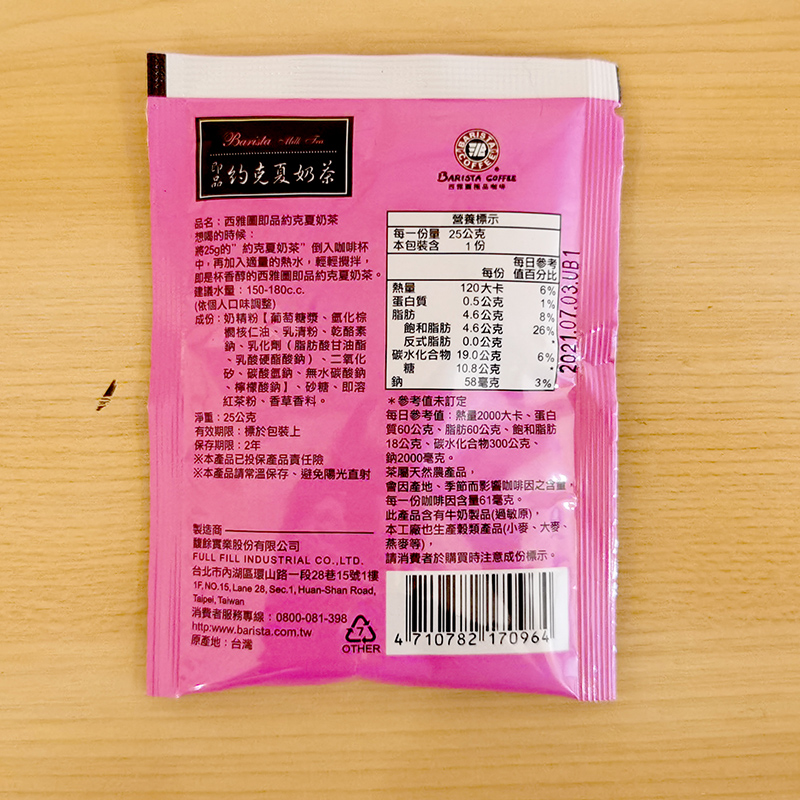 Barista Milk Tea
即品 約克夏奶茶
BARISTA COFFEE
BARISTA COFFEE
西雅圖極品咖啡
品名：西雅圖即品約克夏奶茶
想喝的時候：
將25g的”約克夏奶茶”倒入咖啡杯
中，再加入適量的熱水，輕輕攪拌，
即是杯香醇的西雅圖即品約克夏奶茶。
建議水量：150-180c.c.
(依個人口味調整)
成份：奶精粉【葡萄糖漿、氫化棕
櫚核仁油、乳清粉、乾酪素
鈉、乳化劑（脂肪酸甘油酯
、乳酸硬酯酸鈉）、二氧化
矽、碳酸氫鈉、無水碳酸鈉
、檸檬酸鈉】、砂糖、即溶
紅茶粉、香草香料。
淨重：25公克
有效期限：標於包裝上
保存期限：2年
※本產品已投保產品責任險
※本產品請常溫保存、避免陽光直射
製造商
馥餘實業股份有限公司
FULL FILL INDUSTRIAL CO.,LTD.
台北市內湖區環山路一段28巷15號1樓
1F,NO.15, Lane 28, Sec.1, Huan-Shan Road,
Taipei, Taiwan
消費者服務專線：0800-081-398
http:www.barista.com.tw
原產地：台灣
7
OTHER
營養標示
每一份量 25公克
本包裝含 1份
每份 每日參考值百分比
熱量 120大卡 6%
蛋白質 0.5公克 1%
脂肪 4.6公克 8%
飽和脂肪 4.6公克 26%
反式脂肪 0.0公克 *
碳水化合物 19.0公克 6%
糖 10.8公克 *
鈉 58毫克 3%
2021.07.03.UB1
＊參考值未訂定
每日參考值：熱量2000大卡、蛋白
質60公克、脂肪60公克、飽和脂肪
18公克、碳水化合物300公克、
鈉2000毫克。
茶屬天然農產品，
會因產地、季節而影響咖啡因之含量，
每一份咖啡因含量61毫克。
此產品含有牛奶製品(過敏原)，
本工廠也生產穀類產品(小麥、大麥、
燕麥等)，
請消費者於購買時注意成份標示。
4 710782 170964